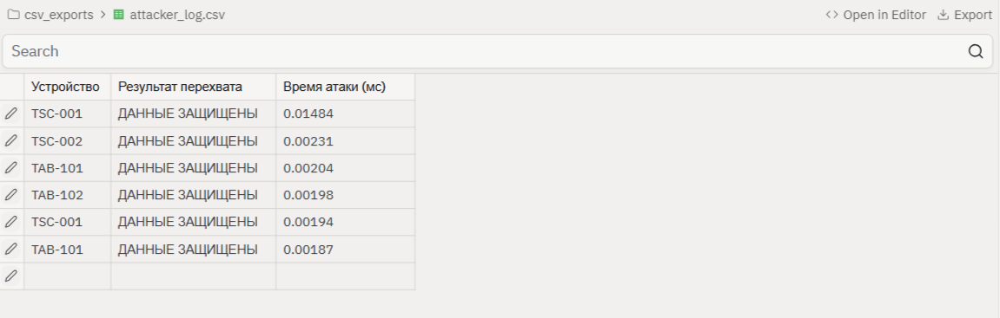 csv_exports > attacker_log.csv <> Open in Editor Export
Search
Устройство Результат перехвата Время атаки (мс)
TSC-001 ДАННЫЕ ЗАЩИЩЕНЫ 0.01484
TSC-002 ДАННЫЕ ЗАЩИЩЕНЫ 0.00231
TAB-101 ДАННЫЕ ЗАЩИЩЕНЫ 0.00204
TAB-102 ДАННЫЕ ЗАЩИЩЕНЫ 0.00198
TSC-001 ДАННЫЕ ЗАЩИЩЕНЫ 0.00194
TAB-101 ДАННЫЕ ЗАЩИЩЕНЫ 0.00187